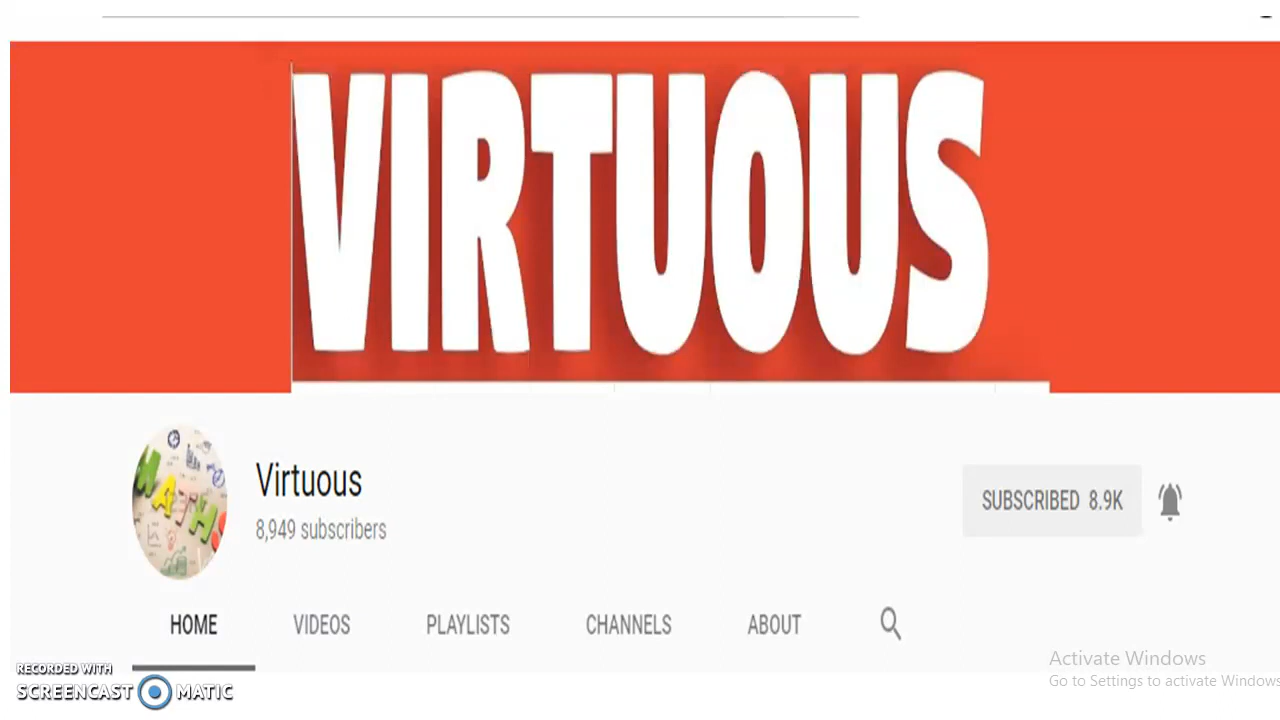 VIRTUOUS
MATHS
Virtuous
8,949 subscribers
SUBSCRIBED 8.9K
HOME VIDEOS PLAYLISTS CHANNELS ABOUT
RECORDED WITH
SCREENCAST MATIC
Activate Windows
Go to Settings to activate Windows